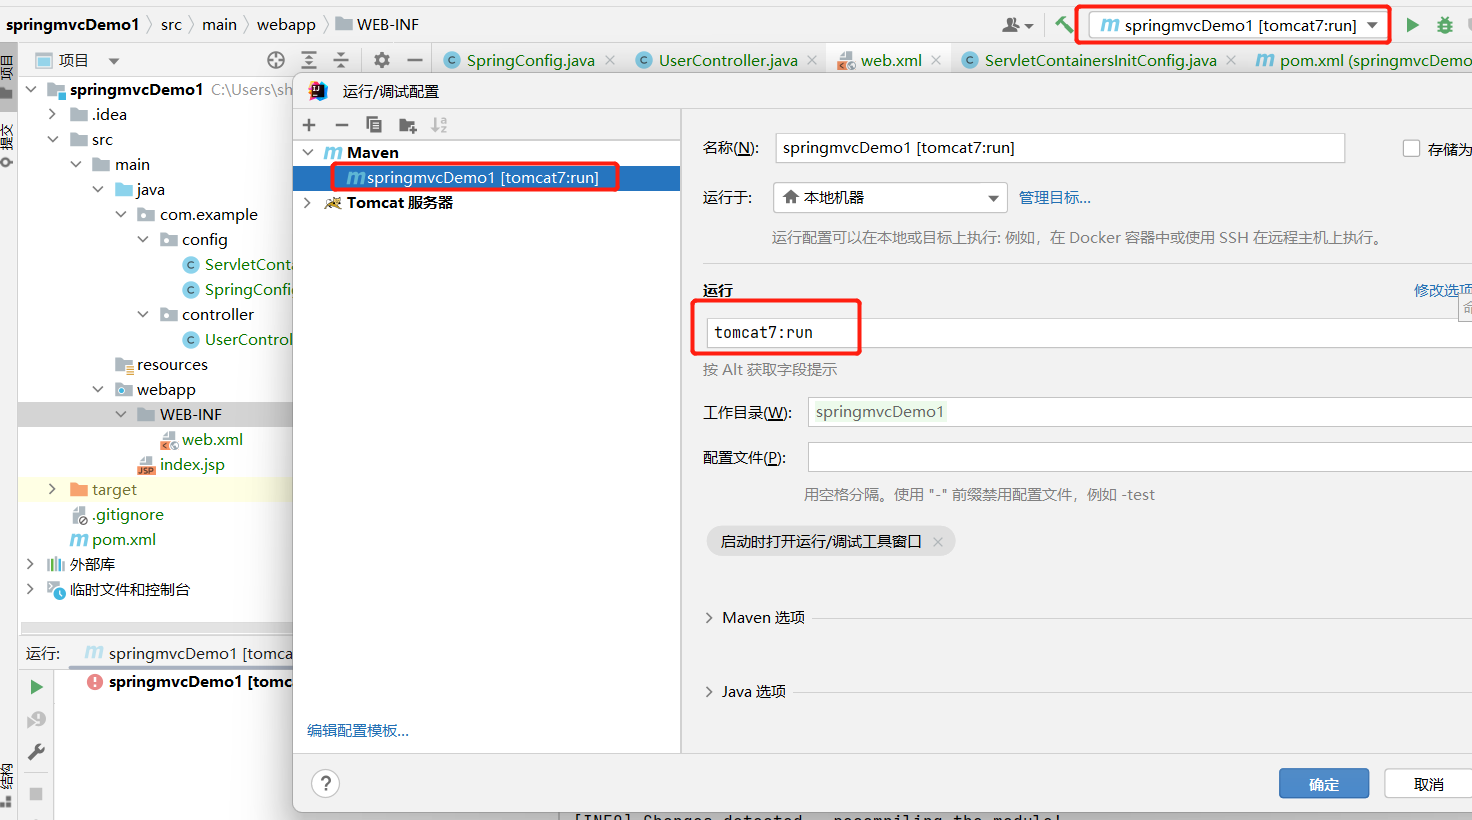 springmvcDemo1 src main webapp WEB-INF
springmvcDemo1 [tomcat7:run]
项目
SpringConfig.java
UserController.java
web.xml
ServletContainersInitConfig.java
pom.xml (springmvcDemo
项目
提交
结构
springmvcDemo1 C:\Users\sh
.idea
src
main
java
com.example
config
ServletConta
SpringConfi
controller
UserControl
resources
webapp
WEB-INF
web.xml
index.jsp
target
.gitignore
pom.xml
外部库
临时文件和控制台
运行: springmvcDemo1 [tomca
springmvcDemo1 [tomc
运行/调试配置
Maven
springmvcDemo1 [tomcat7:run]
Tomcat 服务器
编辑配置模板...
名称(N): springmvcDemo1 [tomcat7:run]
存储为
运行于: 本地机器 管理目标...
运行配置可以在本地或目标上执行: 例如，在 Docker 容器中或使用 SSH 在远程主机上执行。
运行
修改选项
命
tomcat7:run
按 Alt 获取字段提示
工作目录(W): springmvcDemo1
配置文件(P):
用空格分隔。使用 "-" 前缀禁用配置文件，例如 -test
启动时打开运行/调试工具窗口
Maven 选项
Java 选项
?
确定
取消